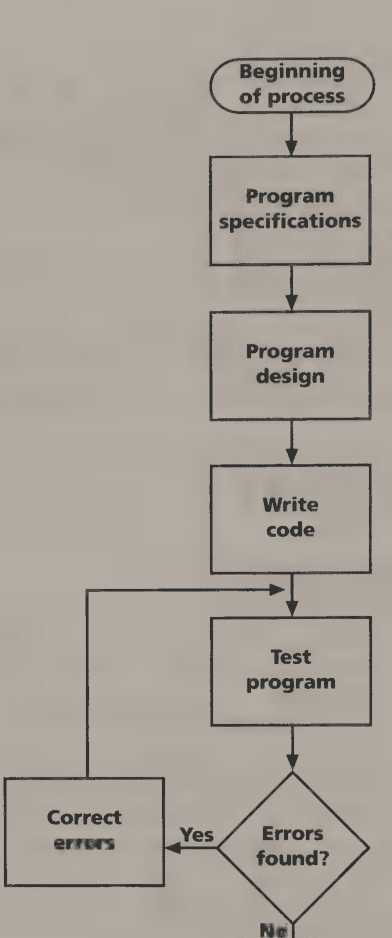 Beginning
of process
Program
specifications
Program
design
Write
code
Test
program
Errors
found?
Yes
Correct
errors
No